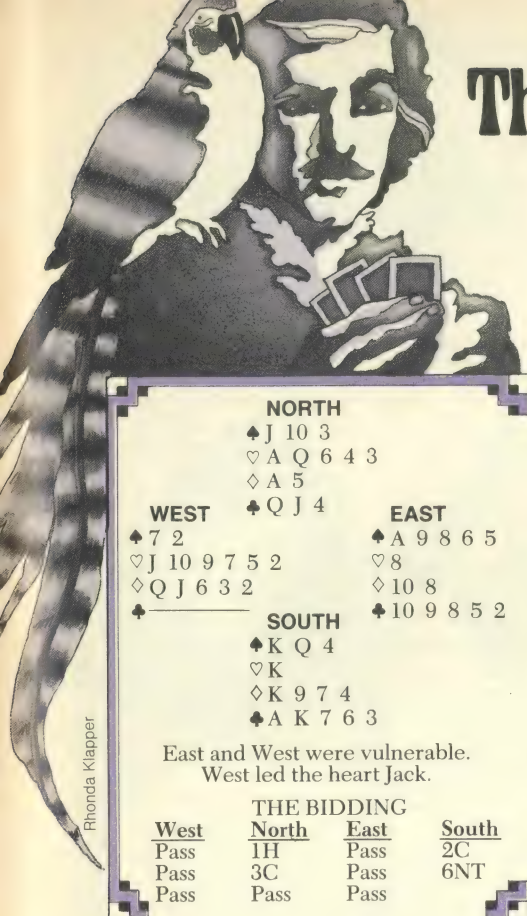 Th
NORTH
♠ J 10 3
♡ A Q 6 4 3
♢ A 5
♣ Q J 4
WEST
♠ 7 2
♡ J 10 9 7 5 2
♢ Q J 6 3 2
♣ ———
EAST
♠ A 9 8 6 5
♡ 8
♢ 10 8
♣ 10 9 8 5 2
SOUTH
♠ K Q 4
♡ K
♢ K 9 7 4
♣ A K 7 6 3
Rhonda Klapper
East and West were vulnerable.
West led the heart Jack.
THE BIDDING
West North East South
Pass 1H Pass 2C
Pass 3C Pass 6NT
Pass Pass Pass